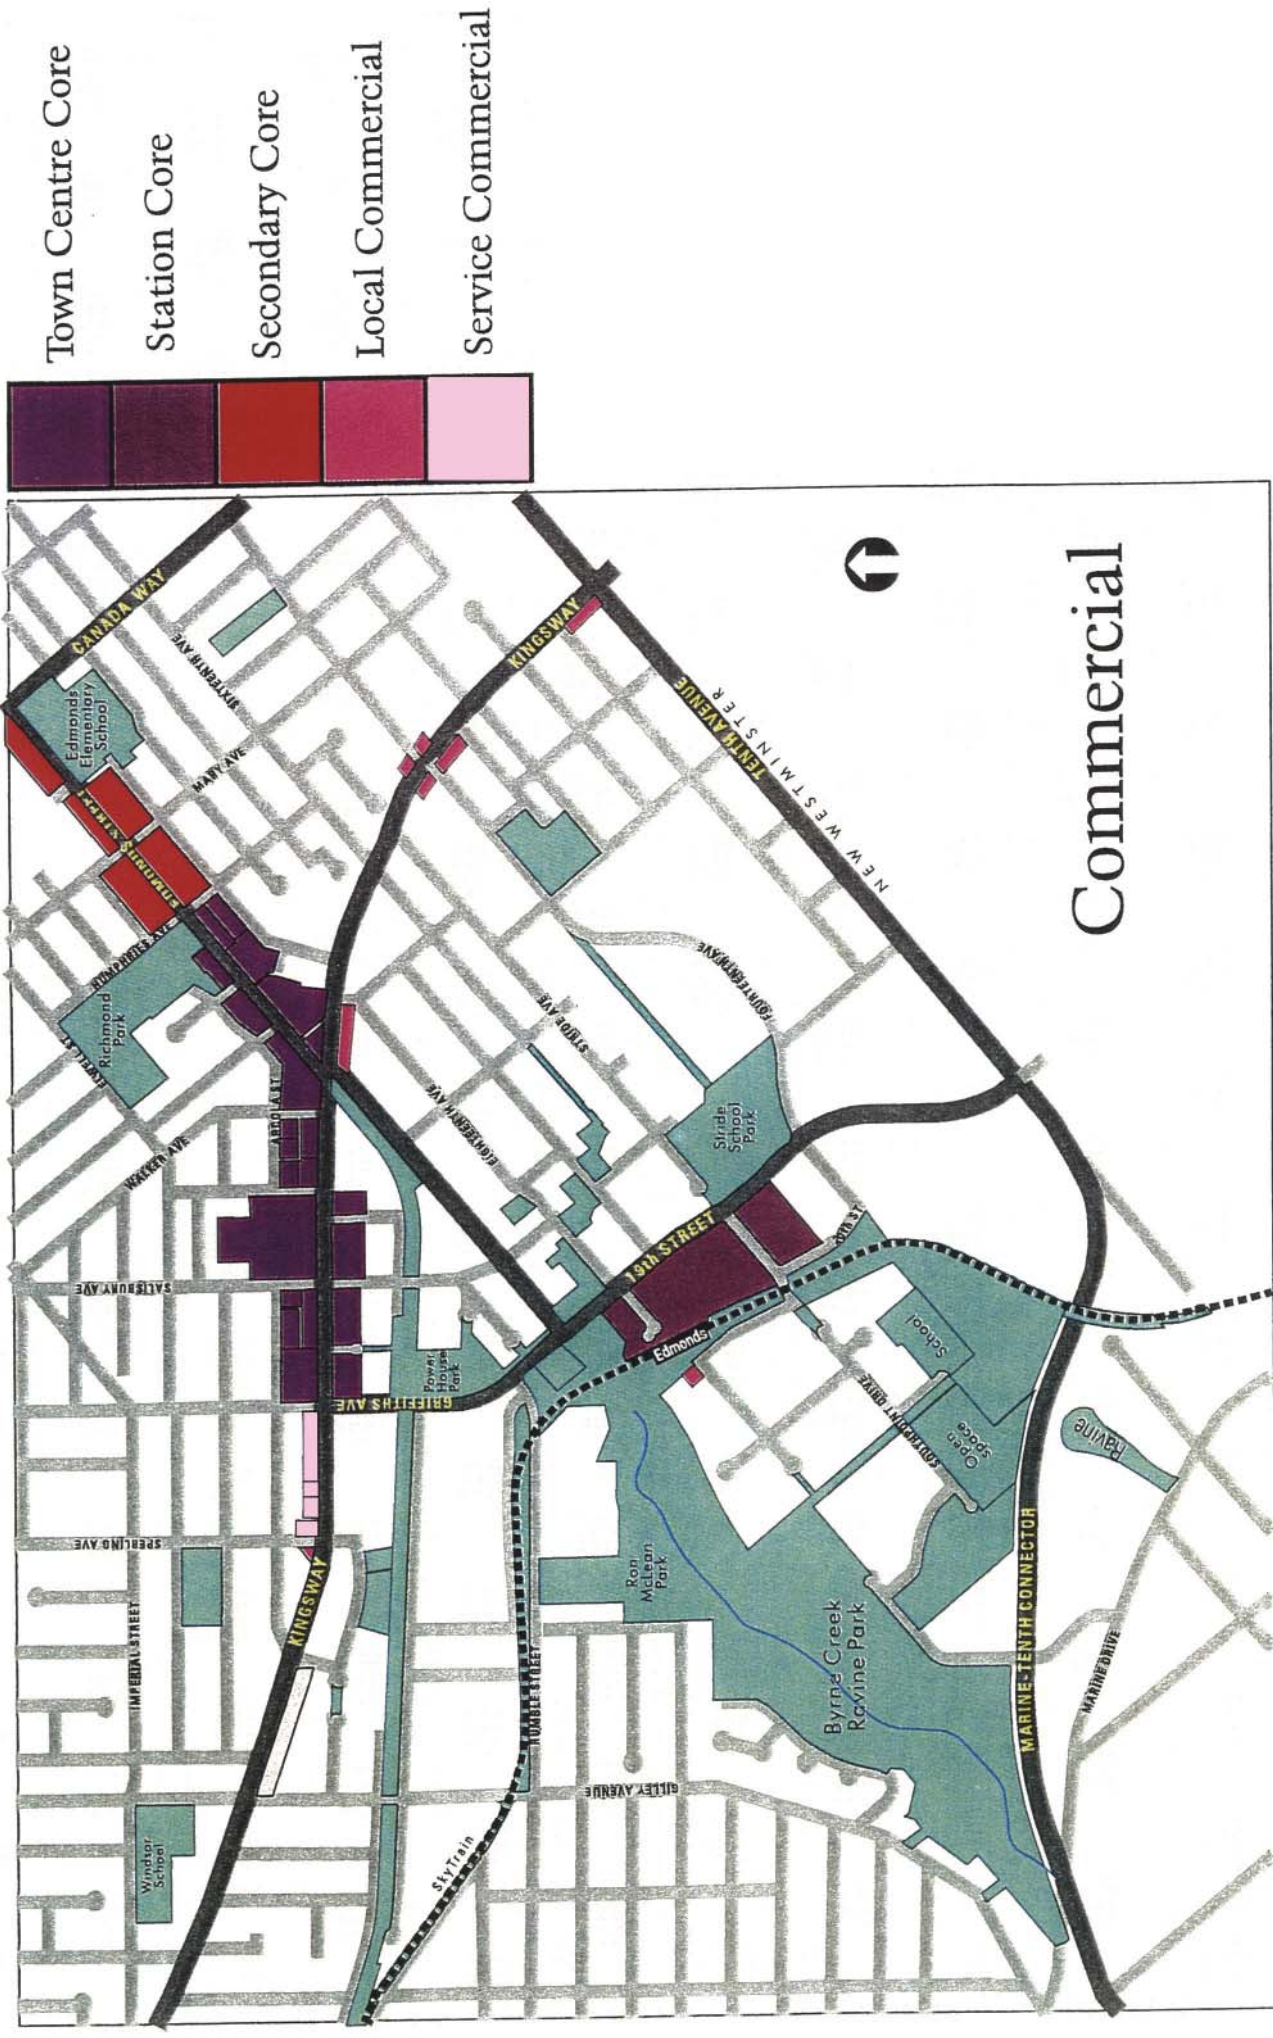 Town Centre Core
Station Core
Secondary Core
Local Commercial
Service Commercial
Commercial
CANADA WAY
Edmonds
Elementary
School
SIXTEENTH AVE
MARY AVE
EDMONDS STREET
HUMPHRIES AVE
Richmond
Park
ELWELL ST
WALKER AVE
ARCOLA ST
SALISBURY AVE
SPERLING AVE
IMPERIAL STREET
Windsor
School
KINGSWAY
KINGSWAY
TENTH AVENUE
NEW WESTMINSTER
FOURTEENTH AVE
STRIDE AVE
EIGHTEENTH AVE
Stride
School
Park
19th STREET
Edmonds
GRIFFITHS AVE
Power
House
Park
School
Open
space
SOUTHPOINT DRIVE
Ravine
Ron
McLean
Park
RUMBLE STREET
GILLEY AVENUE
SkyTrain
Byrne Creek
Ravine Park
MARINE-TENTH CONNECTOR
MARINE DRIVE